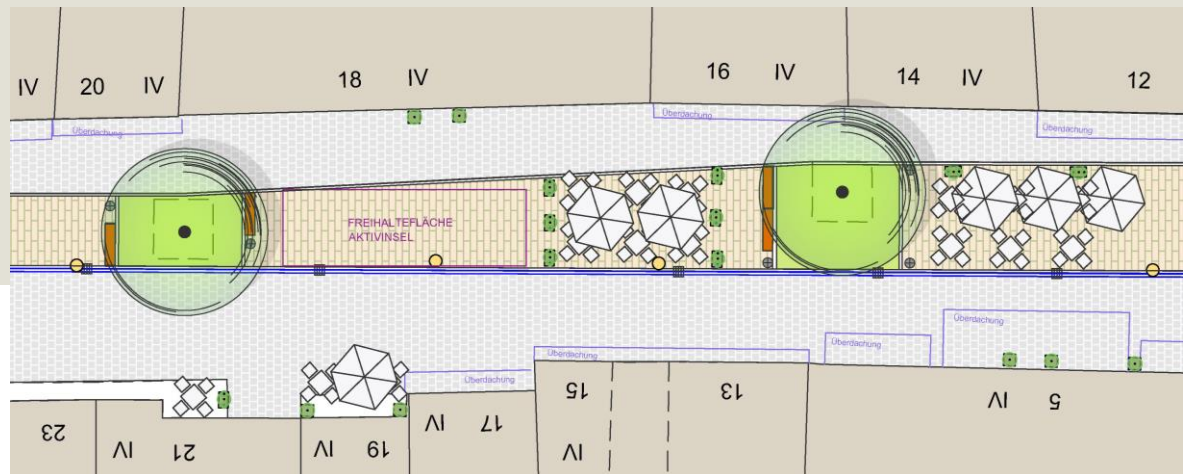 IV 20 IV 18 IV 16 IV 14 IV 12
Überdachung Überdachung Überdachung
FREIHALTEFLÄCHE
AKTIVINSEL
Überdachung
Überdachung
Überdachung
Überdachung
23 IV 21 IV 19 IV 17 15 13 IV 5
IV